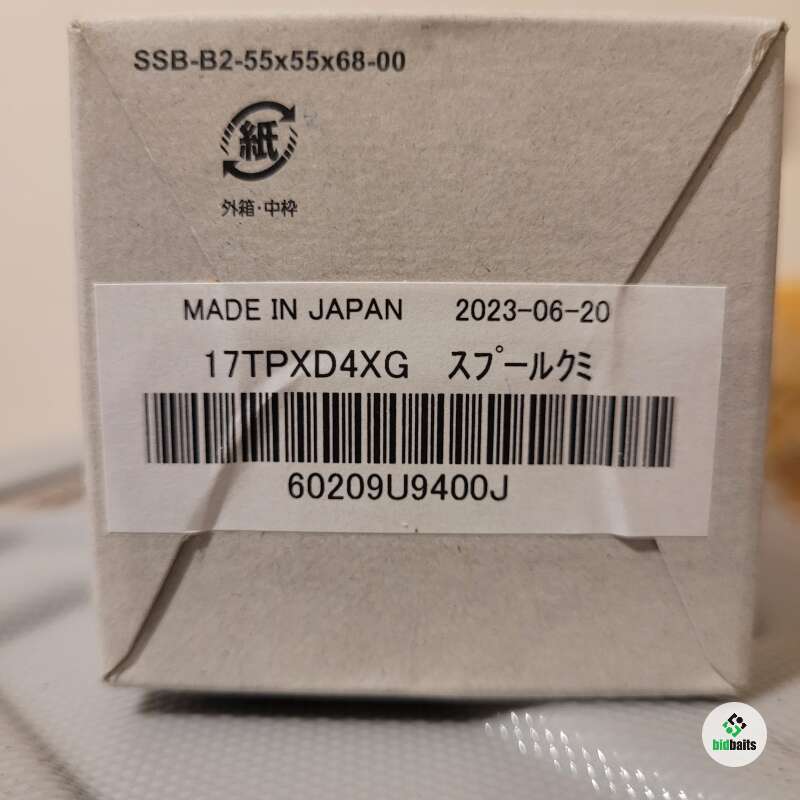 SSB-B2-55x55x68-00
紙
外箱・中枠
MADE IN JAPAN 2023-06-20
17TPXD4XG スプールクミ
60209U9400J
bidbaits